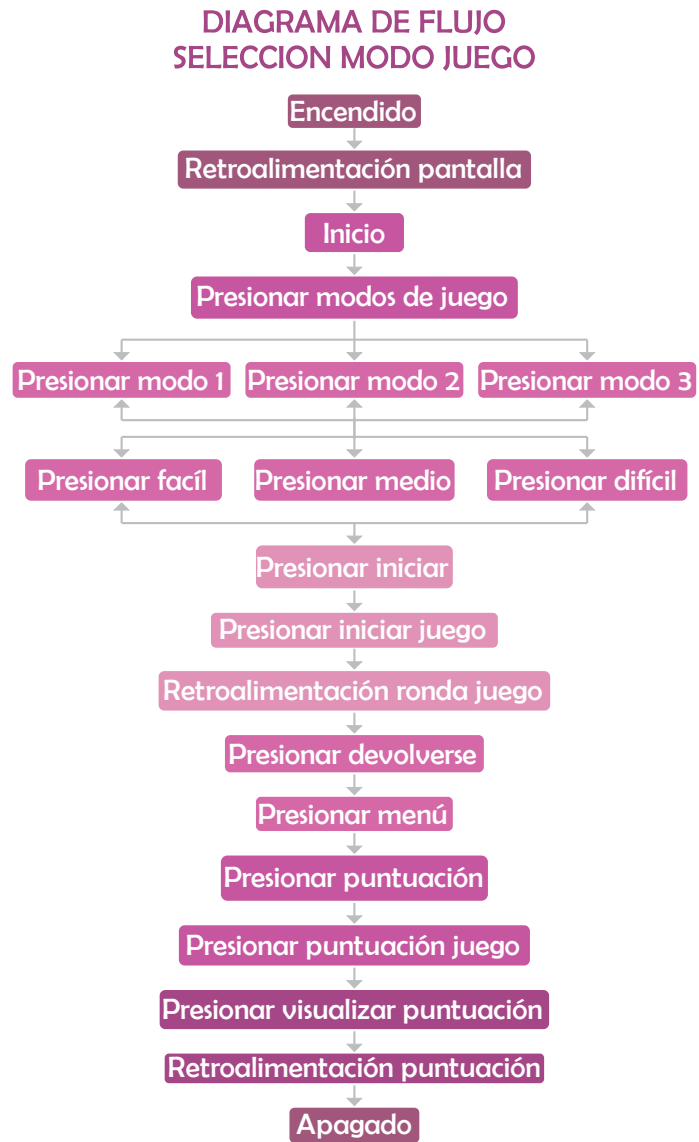 DIAGRAMA DE FLUJO
SELECCION MODO JUEGO
Encendido
Retroalimentación pantalla
Inicio
Presionar modos de juego
Presionar modo 1
Presionar modo 2
Presionar modo 3
Presionar facíl
Presionar medio
Presionar difícil
Presionar iniciar
Presionar iniciar juego
Retroalimentación ronda juego
Presionar devolverse
Presionar menú
Presionar puntuación
Presionar puntuación juego
Presionar visualizar puntuación
Retroalimentación puntuación
Apagado